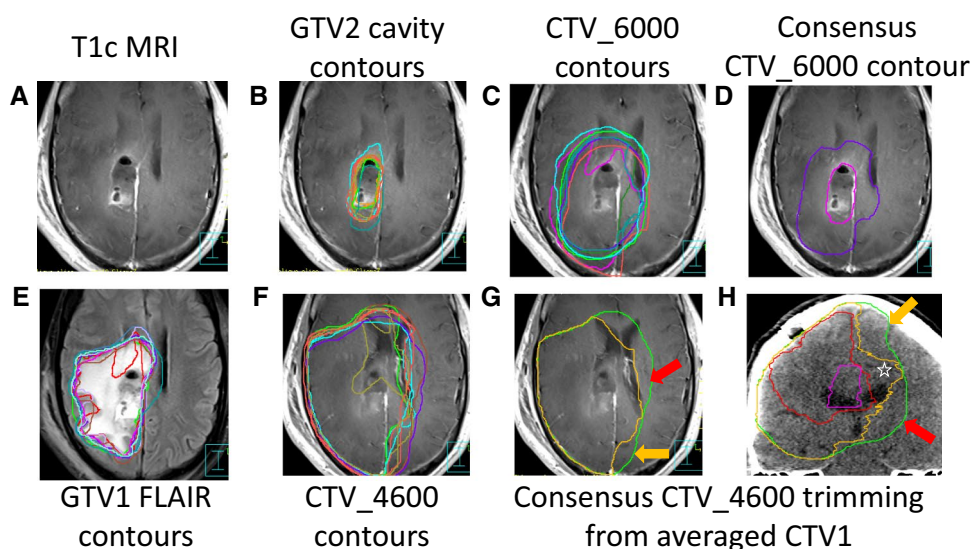 T1c MRI
GTV2 cavity
contours
CTV_6000
contours
Consensus
CTV_6000 contour
A
B
C
D
E
F
G
H
GTV1 FLAIR
contours
CTV_4600
contours
Consensus CTV_4600 trimming
from averaged CTV1